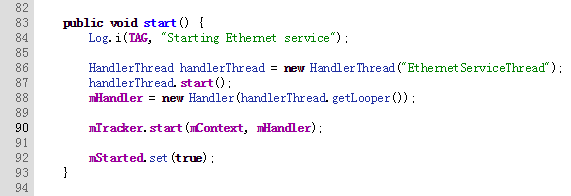 82
83 public void start() {
84 Log.i(TAG, "Starting Ethernet service");
85
86 HandlerThread handlerThread = new HandlerThread("EthernetServiceThread");
87 handlerThread.start();
88 mHandler = new Handler(handlerThread.getLooper());
89
90 mTracker.start(mContext, mHandler);
91
92 mStarted.set(true);
93 }
94